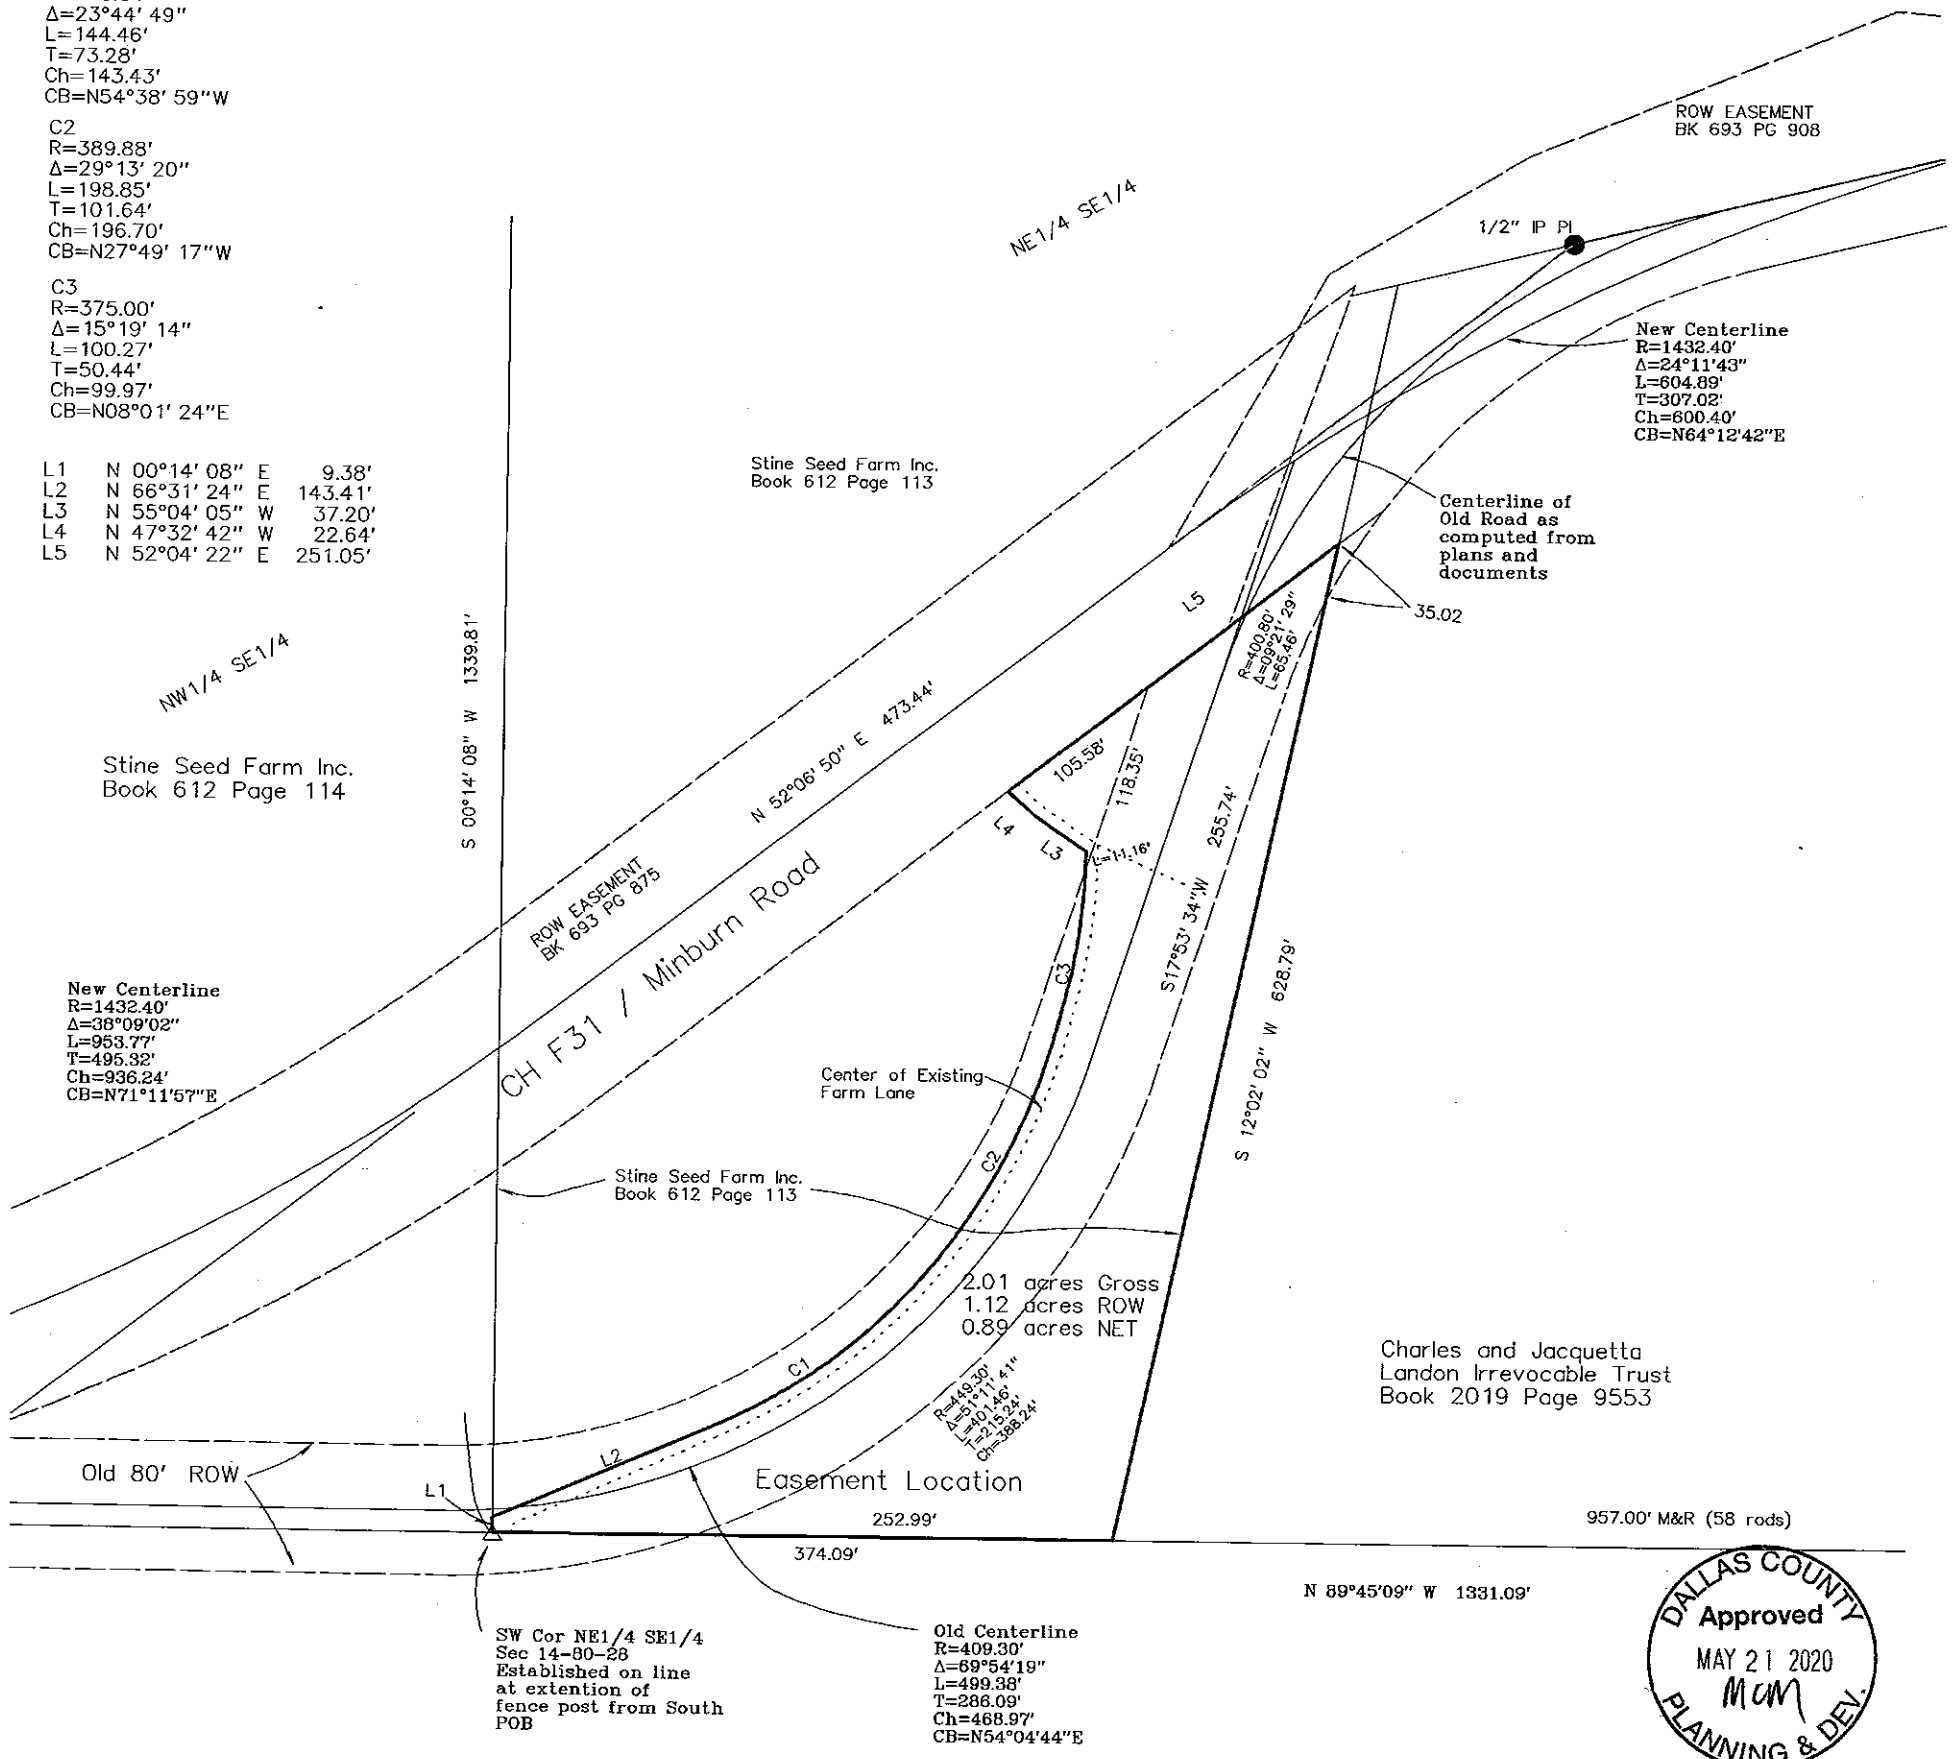 Δ=23°44' 49"
L=144.46'
T=73.28'
Ch=143.43'
CB=N54°38' 59"W
C2
R=389.88'
Δ=29°13' 20"
L=198.85'
T=101.64'
Ch=196.70'
CB=N27°49' 17"W
C3
R=375.00'
Δ=15°19' 14"
L=100.27'
T=50.44'
Ch=99.97'
CB=N08°01' 24"E
L1 N 00°14' 08" E 9.38'
L2 N 66°31' 24" E 143.41'
L3 N 55°04' 05" W 37.20'
L4 N 47°32' 42" W 22.64'
L5 N 52°04' 22" E 251.05'
ROW EASEMENT
BK 693 PG 908
NE1/4 SE1/4
1/2" IP PI
New Centerline
R=1432.40'
Δ=24°11'43"
L=604.89'
T=307.02'
Ch=600.40'
CB=N64°12'42"E
Stine Seed Farm Inc.
Book 612 Page 113
Centerline of
Old Road as
computed from
plans and
documents
35.02
L5
R=400.80'
Δ=09°21' 29"
L=65.46'
NW1/4 SE1/4
S 00°14' 08" W 1339.81'
N 52°06' 50" E 473.44'
Stine Seed Farm Inc.
Book 612 Page 114
105.58'
118.35'
L4
L3
L=11.16'
255.74'
S17°53' 34"W
ROW EASEMENT
BK 693 PG 875
CH F31 / Minburn Road
C3
S 12°02' 02" W 628.79'
New Centerline
R=1432.40'
Δ=38°09'02"
L=953.77'
T=495.32'
Ch=936.24'
CB=N71°11'57"E
Center of Existing
Farm Lane
C2
Stine Seed Farm Inc.
Book 612 Page 113
2.01 acres Gross
1.12 acres ROW
0.89 acres NET
C1
R=449.30'
Δ=51°11' 41"
L=401.46'
T=215.24'
Ch=388.24'
Charles and Jacquetta
Landon Irrevocable Trust
Book 2019 Page 9553
L2
Old 80' ROW
L1
Easement Location
252.99'
374.09'
957.00' M&R (58 rods)
N 89°45'09" W 1331.09'
SW Cor NE1/4 SE1/4
Sec 14-80-28
Established on line
at extention of
fence post from South
POB
Old Centerline
R=409.30'
Δ=69°54'19"
L=499.38'
T=286.09'
Ch=468.97'
CB=N54°04'44"E
DALLAS COUNTY
Approved
MAY 21 2020
MCM
PLANNING & DEV.